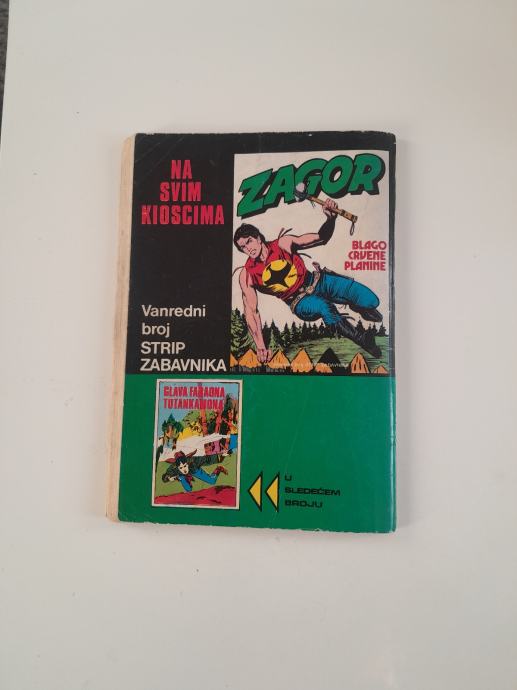 NA
SVIM
KIOSCIMA
ZAGOR
BLAGO
CRVENE
PLANINE
Vanredni
broj
STRIP
ZABAVNIKA
GLAVA FARAONA
TUTANKAMONA
U
SLEDEĆEM
BROJU